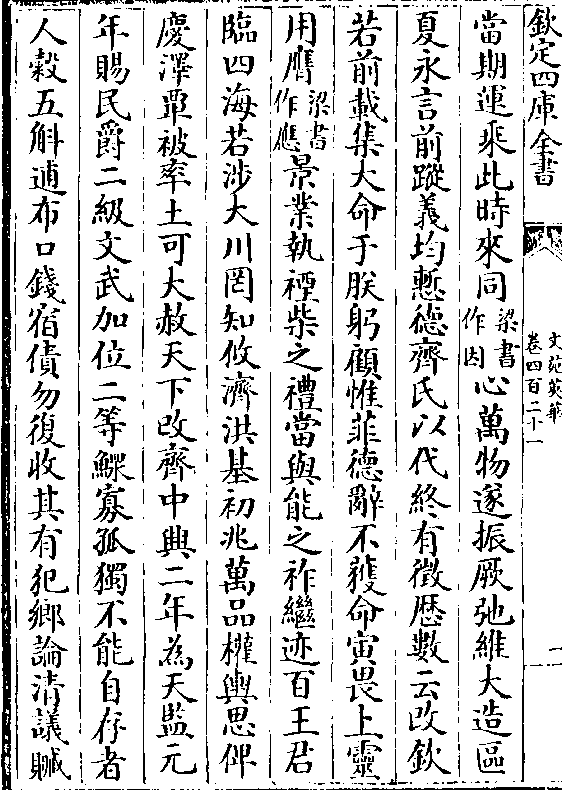 欽定四庫全書
文苑英華
卷四百二十一
一
當期運乘此時來同梁書作因心萬物遂振厥弛維大造區
夏永言前蹤義均慙德齊氏以代終有徵歴數云改欽
若前載集大命于朕躬顧惟菲德辭不獲命寅畏上靈
用膺梁書作應景業執禋柴之禮當與能之祚繼迹百王君
臨四海若涉大川罔知攸濟洪基初兆萬品權輿思俾
慶澤覃被率土可大赦天下改齊中興二年為天監元
年賜民爵二級文武加位二等鰥寡孤獨不能自存者
人穀五斛逋布口錢宿債勿復收其有犯鄉論清議贓